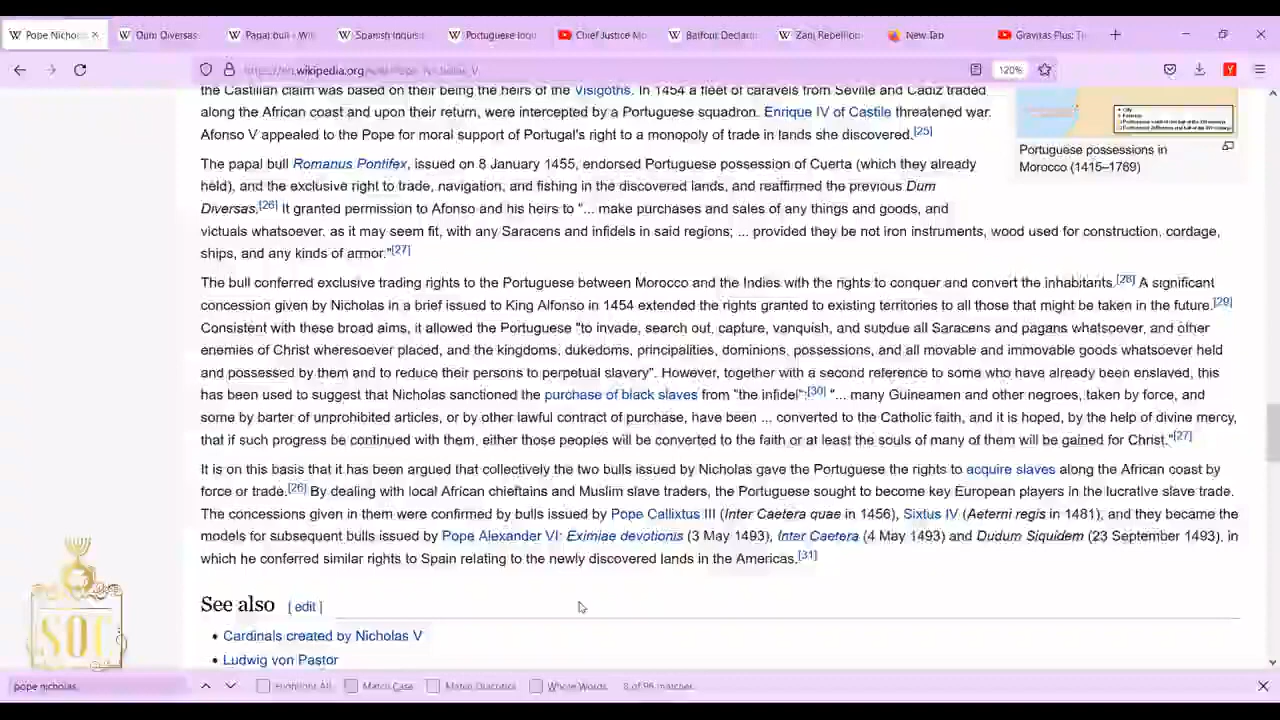 Pope Nichol
Dum Diversas
Papal bull - Wiki
Spanish Inquisi
Portuguese Inqu
Chief Justice Mo
Balfour Declara
Zanj Rebellion
New Tab
Gravitas Plus: T
https://en.wikipedia.org/wiki/Pope_Nicholas_V
120%
the Castilian claim was based on their being the heirs of the Visigoths. In 1454 a fleet of caravels from Seville and Cadiz traded
along the African coast and upon their return, were intercepted by a Portuguese squadron. Enrique IV of Castile threatened war.
Afonso V appealed to the Pope for moral support of Portugal's right to a monopoly of trade in lands she discovered.[25]
Portuguese possessions in
Morocco (1415–1769)
The papal bull Romanus Pontifex, issued on 8 January 1455, endorsed Portuguese possession of Cuerta (which they already
held), and the exclusive right to trade, navigation, and fishing in the discovered lands, and reaffirmed the previous Dum
Diversas.[26] It granted permission to Afonso and his heirs to "... make purchases and sales of any things and goods, and
victuals whatsoever, as it may seem fit, with any Saracens and infidels in said regions; ... provided they be not iron instruments, wood used for construction, cordage,
ships, and any kinds of armor."[27]
The bull conferred exclusive trading rights to the Portuguese between Morocco and the Indies with the rights to conquer and convert the inhabitants.[28] A significant
concession given by Nicholas in a brief issued to King Alfonso in 1454 extended the rights granted to existing territories to all those that might be taken in the future.[29]
Consistent with these broad aims, it allowed the Portuguese "to invade, search out, capture, vanquish, and subdue all Saracens and pagans whatsoever, and other
enemies of Christ wheresoever placed, and the kingdoms, dukedoms, principalities, dominions, possessions, and all movable and immovable goods whatsoever held
and possessed by them and to reduce their persons to perpetual slavery". However, together with a second reference to some who have already been enslaved, this
has been used to suggest that Nicholas sanctioned the purchase of black slaves from "the infidel":[30] "... many Guineamen and other negroes, taken by force, and
some by barter of unprohibited articles, or by other lawful contract of purchase, have been ... converted to the Catholic faith, and it is hoped, by the help of divine mercy,
that if such progress be continued with them, either those peoples will be converted to the faith or at least the souls of many of them will be gained for Christ."[27]
It is on this basis that it has been argued that collectively the two bulls issued by Nicholas gave the Portuguese the rights to acquire slaves along the African coast by
force or trade.[26] By dealing with local African chieftains and Muslim slave traders, the Portuguese sought to become key European players in the lucrative slave trade.
The concessions given in them were confirmed by bulls issued by Pope Callixtus III (Inter Caetera quae in 1456), Sixtus IV (Aeterni regis in 1481), and they became the
models for subsequent bulls issued by Pope Alexander VI: Eximiae devotionis (3 May 1493), Inter Caetera (4 May 1493) and Dudum Siquidem (23 September 1493), in
which he conferred similar rights to Spain relating to the newly discovered lands in the Americas.[31]
See also [ edit ]
• Cardinals created by Nicholas V
• Ludwig von Pastor
SOC
pope nicholas
Highlight All
Match Case
Match Diacritics
Whole Words
8 of 96 matches